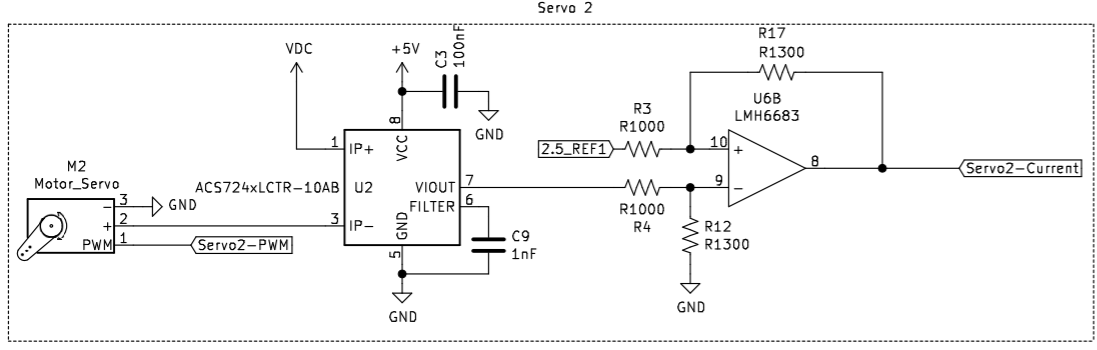 Servo 2
VDC
+5V
C3
100nF
GND
8
VCC
1
IP+
ACS724xLCTR-10AB
U2
VIOUT
7
FILTER
6
3
IP-
GND
5
GND
C9
1nF
M2
Motor_Servo
-
3
GND
+
2
PWM
1
Servo2-PWM
2.5_REF1
R3
R1000
R1000
R4
R17
R1300
U6B
LMH6683
10
+
9
-
8
R12
R1300
GND
Servo2-Current